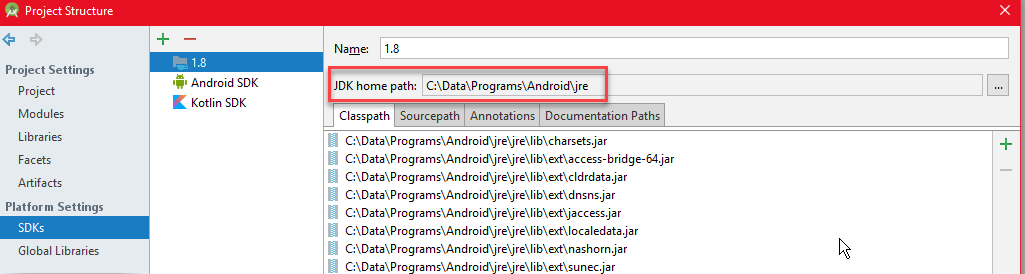 Project Structure
Name: 1.8
1.8
JDK home path: C:\Data\Programs\Android\jre ...
Android SDK
Kotlin SDK
Project Settings
Project
Modules
Libraries
Facets
Artifacts
Platform Settings
SDKs
Global Libraries
Classpath Sourcepath Annotations Documentation Paths
C:\Data\Programs\Android\jre\jre\lib\charsets.jar
C:\Data\Programs\Android\jre\jre\lib\ext\access-bridge-64.jar
C:\Data\Programs\Android\jre\jre\lib\ext\cldrdata.jar
C:\Data\Programs\Android\jre\jre\lib\ext\dnsns.jar
C:\Data\Programs\Android\jre\jre\lib\ext\jaccess.jar
C:\Data\Programs\Android\jre\jre\lib\ext\localedata.jar
C:\Data\Programs\Android\jre\jre\lib\ext\nashorn.jar
C:\Data\Programs\Android\jre\jre\lib\ext\sunec.jar